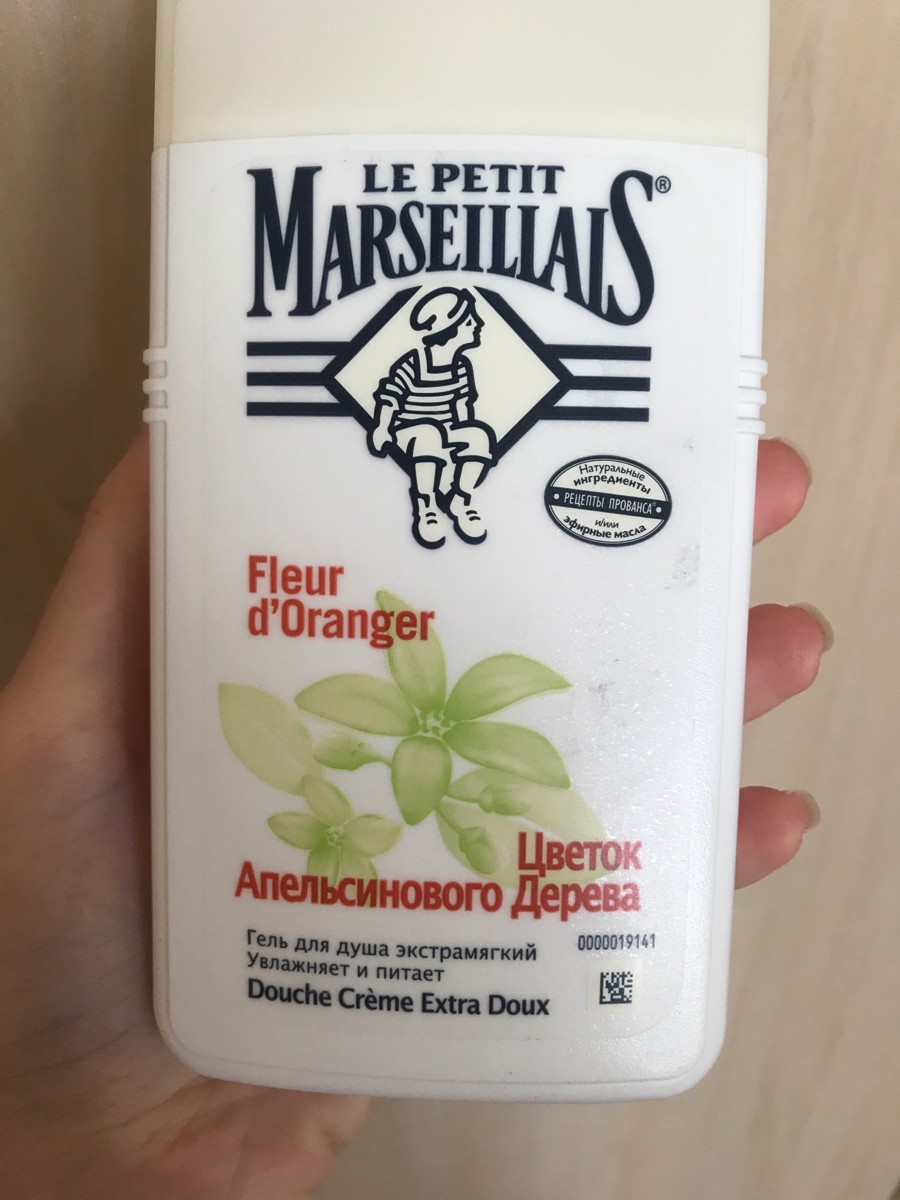 LE PETIT
MARSEILLAIS®
Натуральные
ингредиенты
• РЕЦЕПТЫ ПРОВАНСА® •
и/или
эфирные масла
Fleur
d'Oranger
Цветок
Апельсинового Дерева
Гель для душа экстрамягкий
Увлажняет и питает
Douche Crème Extra Doux
0000019141